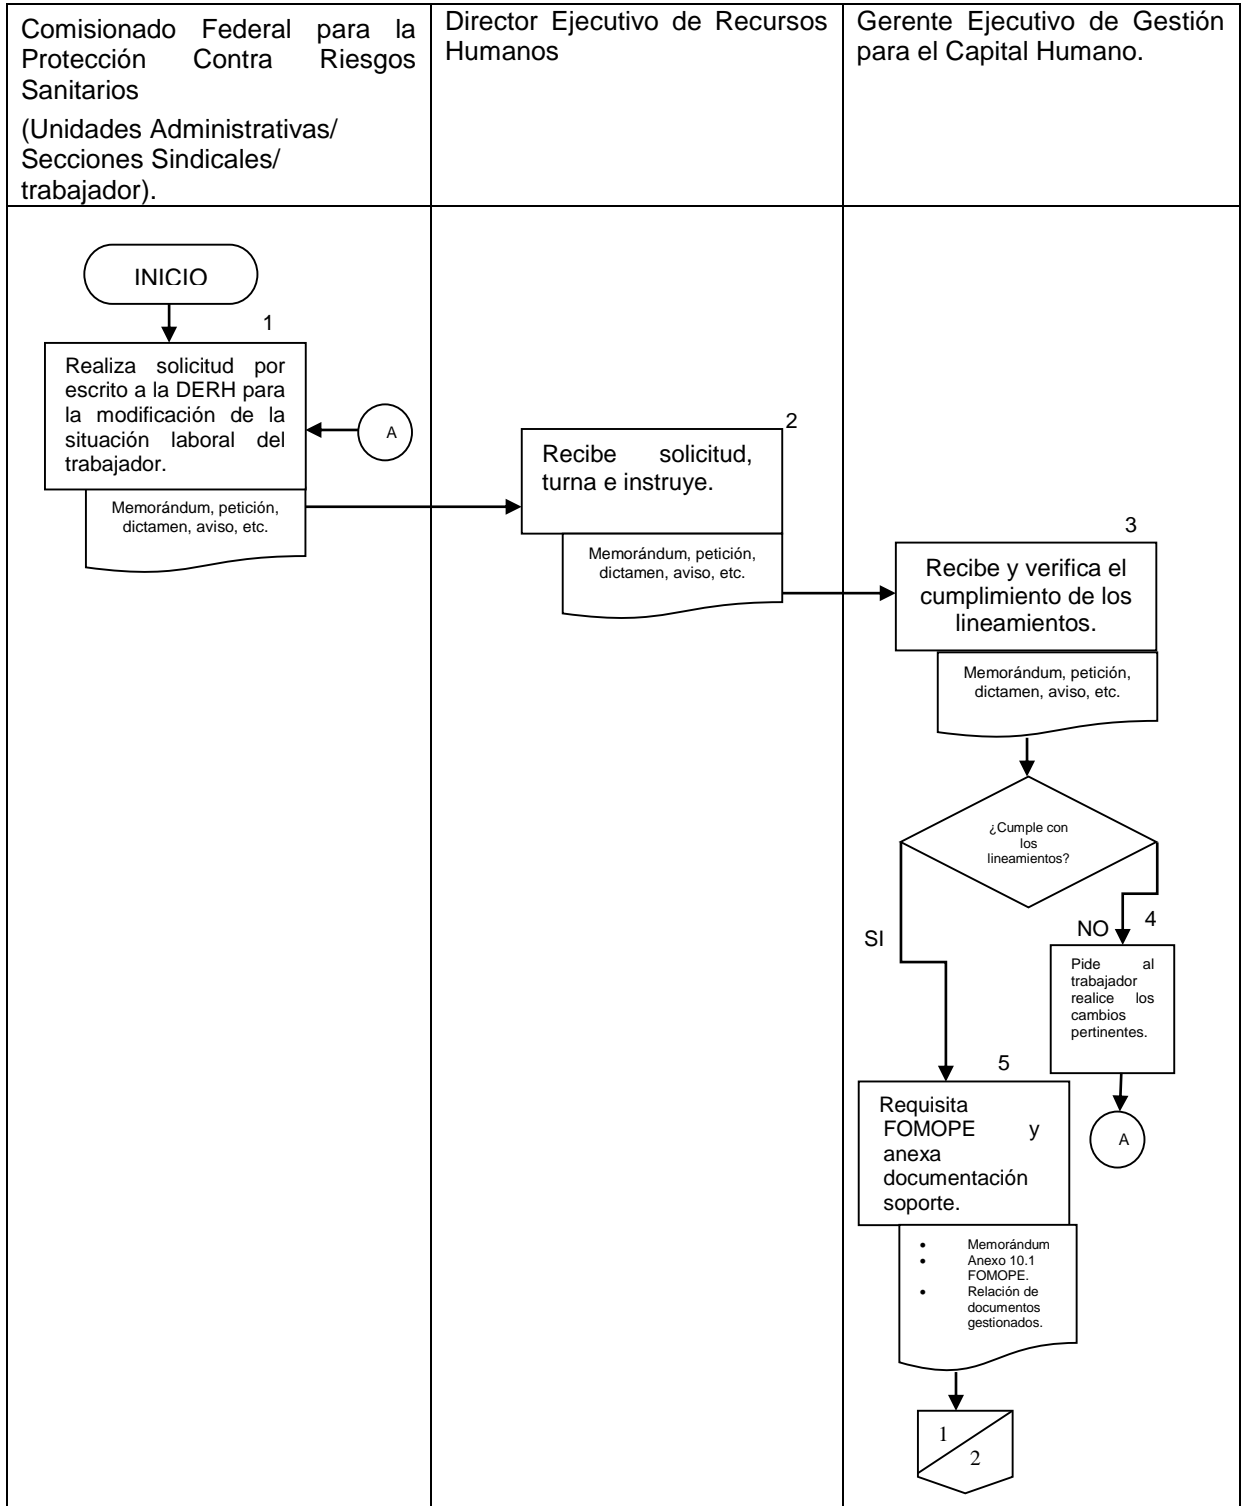 Comisionado Federal para la
Protección Contra Riesgos
Sanitarios
(Unidades Administrativas/
Secciones Sindicales/
trabajador).
Director Ejecutivo de Recursos
Humanos
Gerente Ejecutivo de Gestión
para el Capital Humano.
INICIO
1
Realiza solicitud por
escrito a la DERH para
la modificación de la
situación laboral del
trabajador.
A
Memorándum, petición,
dictamen, aviso, etc.
2
Recibe solicitud,
turna e instruye.
Memorándum, petición,
dictamen, aviso, etc.
3
Recibe y verifica el
cumplimiento de los
lineamientos.
Memorándum, petición,
dictamen, aviso, etc.
¿Cumple con
los
lineamientos?
SI
NO
4
Pide al
trabajador
realice los
cambios
pertinentes.
A
5
Requisita
FOMOPE y
anexa
documentación
soporte.
• Memorándum
• Anexo 10.1
FOMOPE.
• Relación de
documentos
gestionados.
1
2